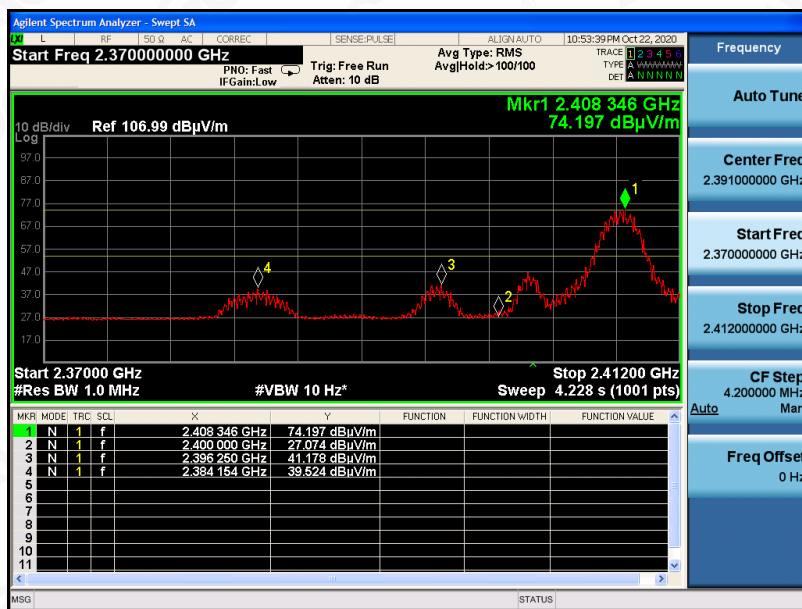 Agilent Spectrum Analyzer - Swept SA
LXI L RF 50 Ω AC CORREC SENSE:PULSE ALIGN AUTO 10:53:39 PM Oct 22, 2020
Start Freq 2.370000000 GHz
PNO: Fast
IFGain:Low
Trig: Free Run
Atten: 10 dB
Avg Type: RMS
Avg|Hold:>100/100
TRACE 1 2 3 4 5 6
TYPE A WWWWW
DET A N N N N N
Mkr1 2.408 346 GHz
74.197 dBµV/m
10 dB/div Ref 106.99 dBµV/m
Log
97.0
87.0
77.0
67.0
57.0
47.0
37.0
27.0
17.0
1
2
3
4
Start 2.37000 GHz Stop 2.41200 GHz
#Res BW 1.0 MHz #VBW 10 Hz* Sweep 4.228 s (1001 pts)
MKR MODE TRC SCL X Y FUNCTION FUNCTION WIDTH FUNCTION VALUE
1 N 1 f 2.408 346 GHz 74.197 dBµV/m
2 N 1 f 2.400 000 GHz 27.074 dBµV/m
3 N 1 f 2.396 250 GHz 41.178 dBµV/m
4 N 1 f 2.384 154 GHz 39.524 dBµV/m
5
6
7
8
9
10
11
MSG STATUS
Frequency
Auto Tune
Center Freq
2.391000000 GHz
Start Freq
2.370000000 GHz
Stop Freq
2.412000000 GHz
CF Step
4.200000 MHz
Auto Man
Freq Offset
0 Hz